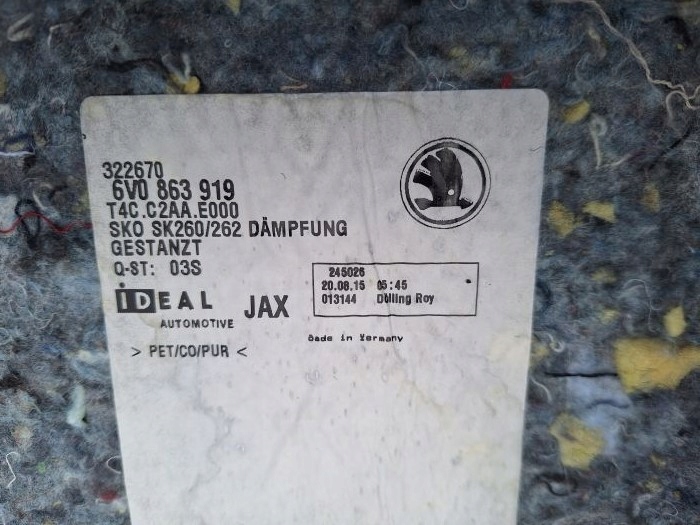 322670
6V0 863 919
T4C.C2AA.E000
SKO SK260/262 DÄMPFUNG
GESTANZT
Q-ST: 03S
IDEAL
AUTOMOTIVE
JAX
245026
20.08.15 05:45
013144 Dölling Roy
made in Germany
> PET/CO/PUR <